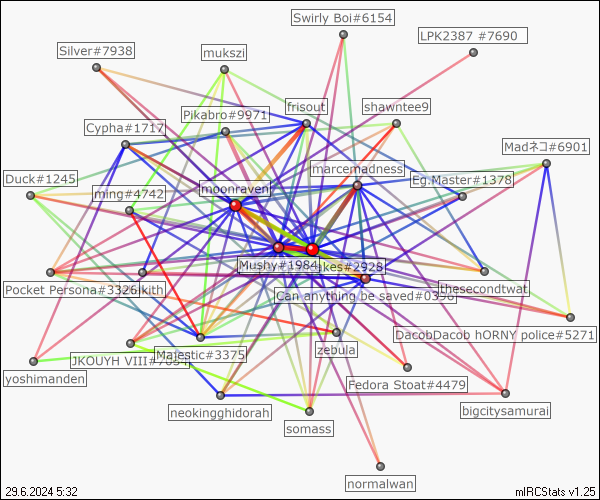 Swirly Boi#6154
LPK2387 #7690
Silver#7938
mukszi
Pikabro#9971
frisout
shawntee9
Cypha#1717
Madネコ#6901
marcemadness
Duck#1245
ming#4742
moonraven
Eg.Master#1378
Mushy#1984
kes#2928
Pocket Persona#3326
kith
Can anything be saved#0398
thesecondtwat
DacobDacob hORNY police#5271
JKOUYH VIII
Majestic#3375
zebula
yoshimanden
Fedora Stoat#4479
neokingghidorah
bigcitysamurai
somass
normalwan
29.6.2024 5:32
mIRCStats v1.25